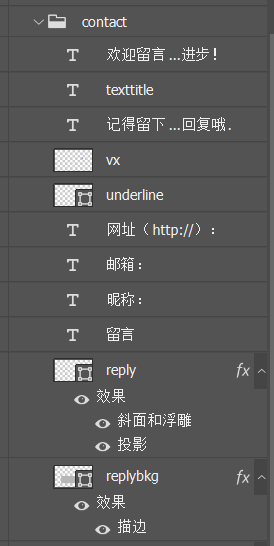 contact
T 欢迎留言...进步！
T texttitle
T 记得留下...回复哦.
vx
underline
T 网址（http://）：
T 邮箱：
T 昵称：
T 留言
reply fx
效果
斜面和浮雕
投影
replybkg fx
效果
描边